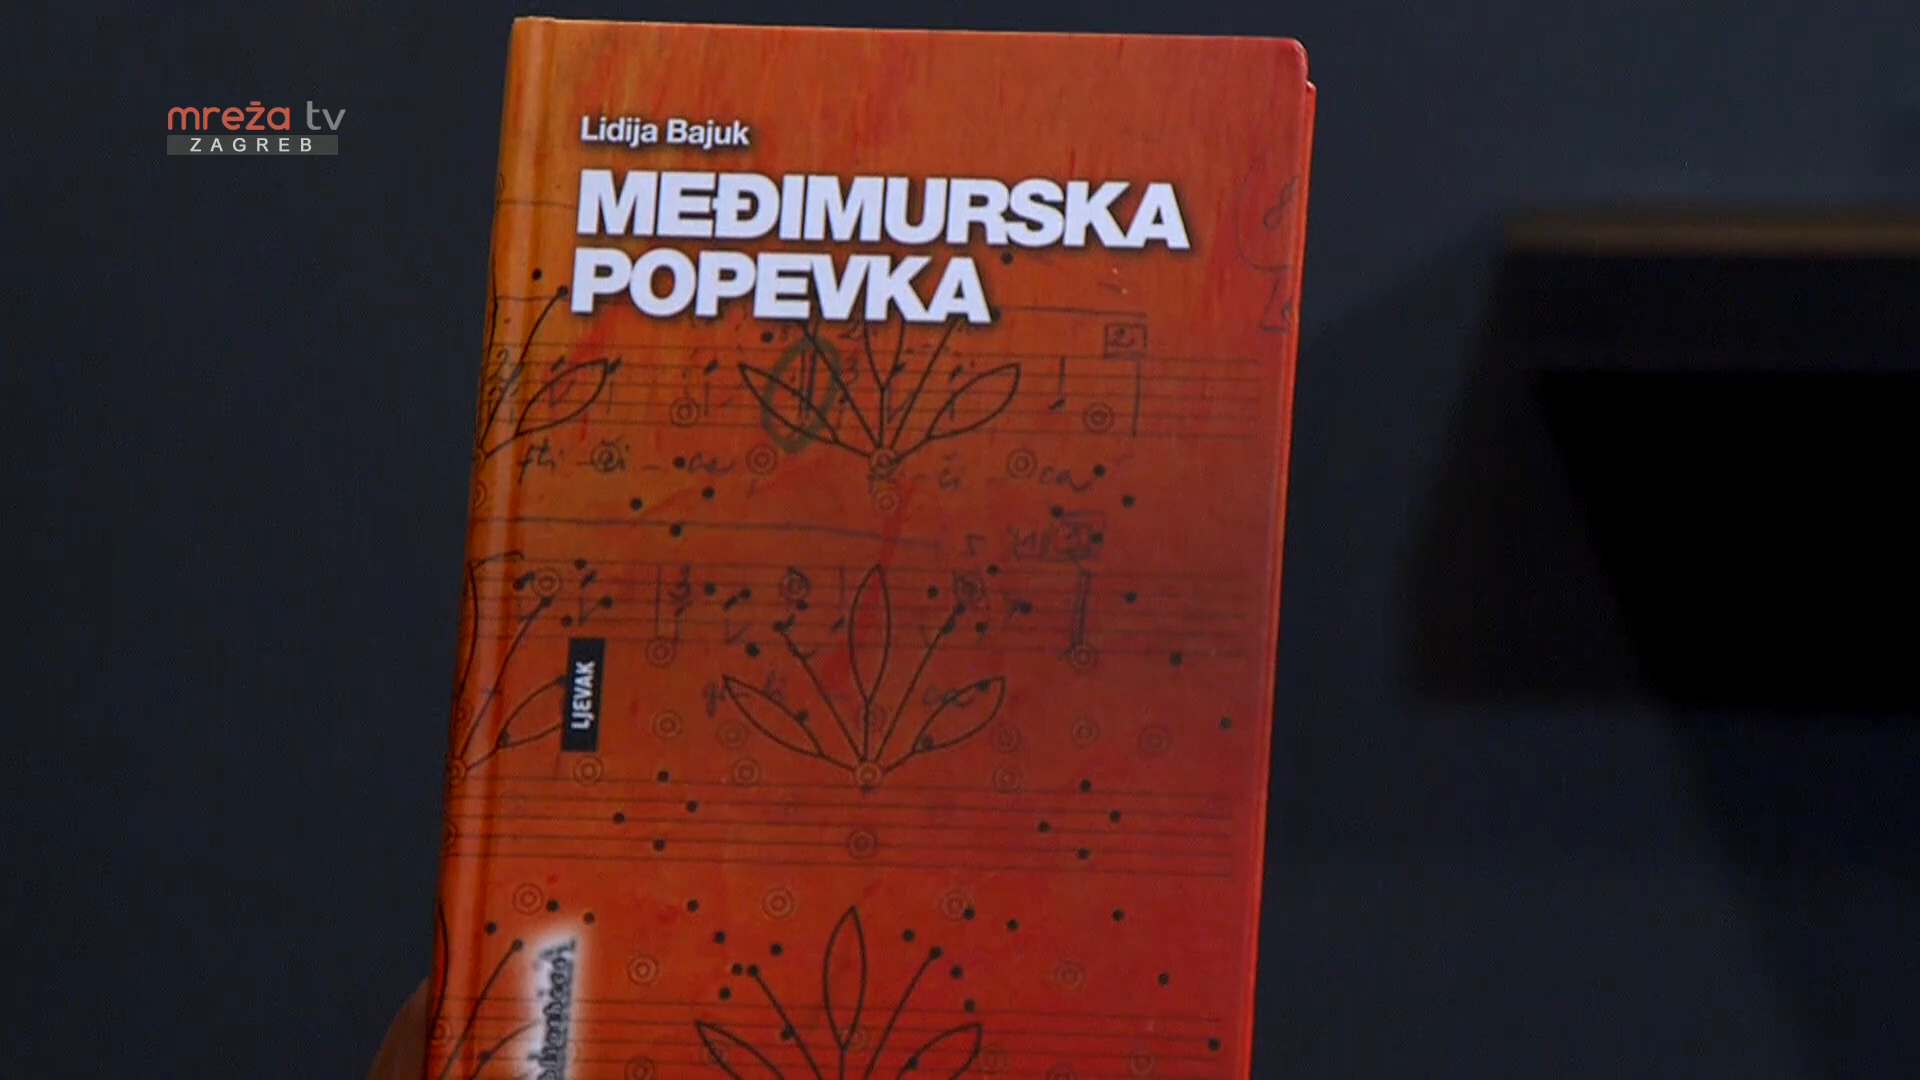 mreža tv
ZAGREB
Lidija Bajuk
MEĐIMURSKA
POPEVKA
LJEVAK